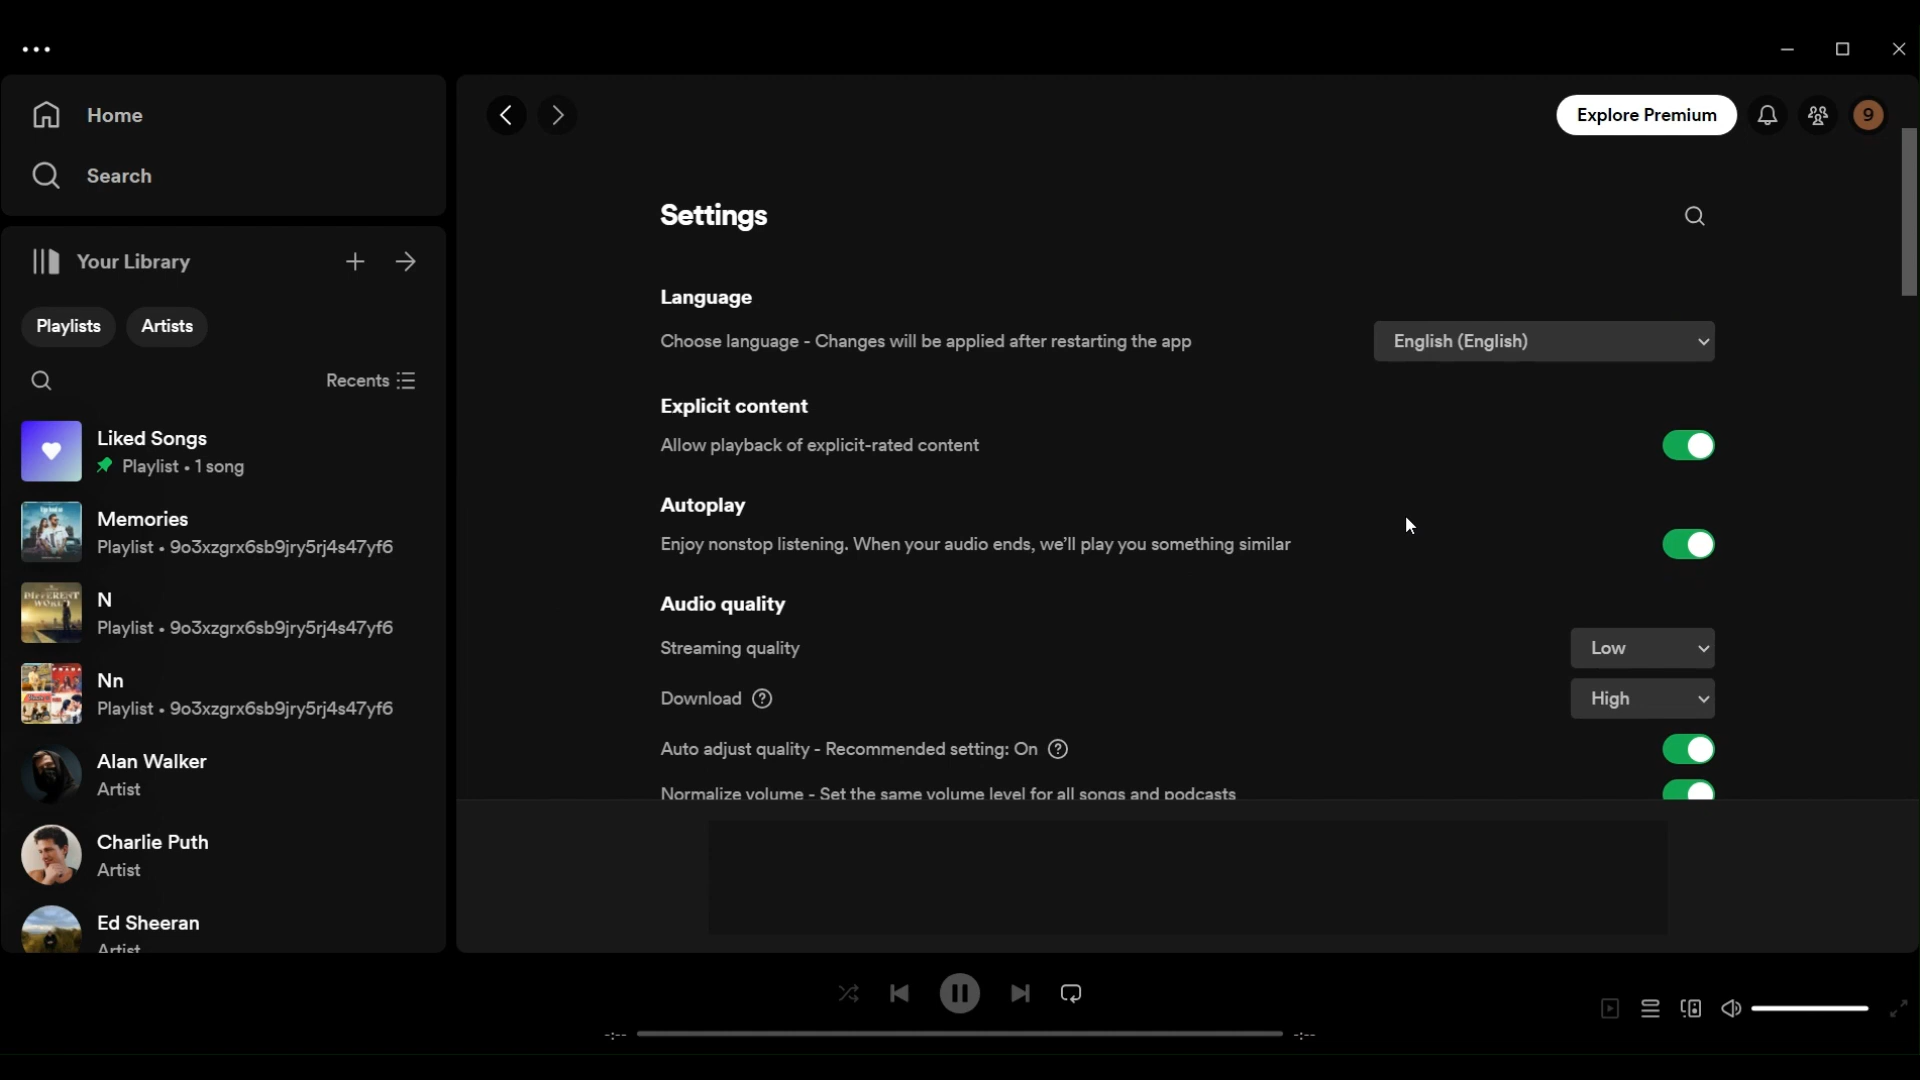 Home
Search
Your Library
Playlists
Artists
Recents
Liked Songs
Playlist • 1 song
Memories
Playlist • 9o3xzgrx6sb9jry5rj4s47yf6
N
Playlist • 9o3xzgrx6sb9jry5rj4s47yf6
Nn
Playlist • 9o3xzgrx6sb9jry5rj4s47yf6
Alan Walker
Artist
Charlie Puth
Artist
Ed Sheeran
Artist
Explore Premium
9
Settings
Language
Choose language - Changes will be applied after restarting the app
English (English)
Explicit content
Allow playback of explicit-rated content
Autoplay
Enjoy nonstop listening. When your audio ends, we’ll play you something similar
Audio quality
Streaming quality
Low
Download ?
High
Auto adjust quality - Recommended setting: On ?
Normalize volume - Set the same volume level for all songs and podcasts
-:--
-:--